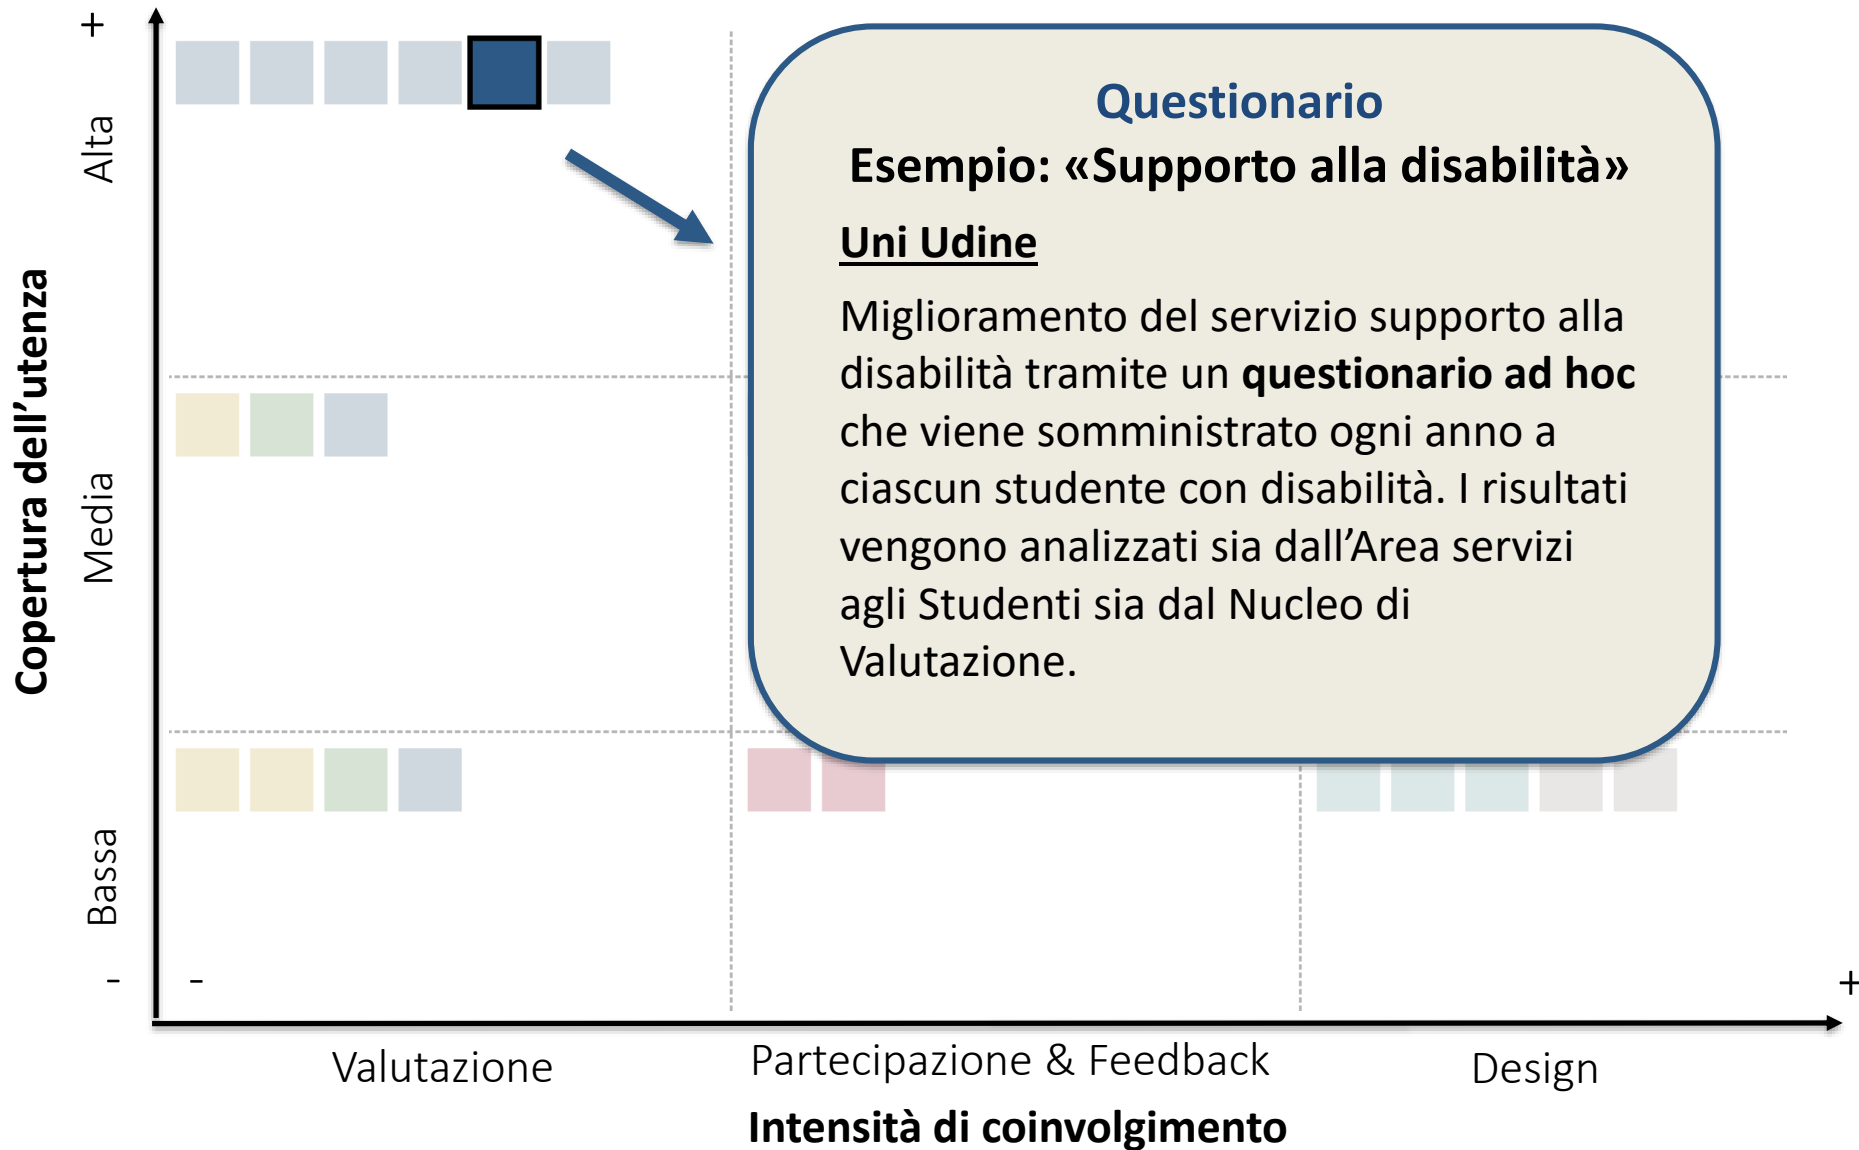 +
Alta
Media
Bassa
-
Copertura dell’utenza
Questionario
Esempio: «Supporto alla disabilità»
Uni Udine
Miglioramento del servizio supporto alla
disabilità tramite un questionario ad hoc
che viene somministrato ogni anno a
ciascun studente con disabilità. I risultati
vengono analizzati sia dall’Area servizi
agli Studenti sia dal Nucleo di
Valutazione.
-
+
Valutazione
Partecipazione & Feedback
Design
Intensità di coinvolgimento